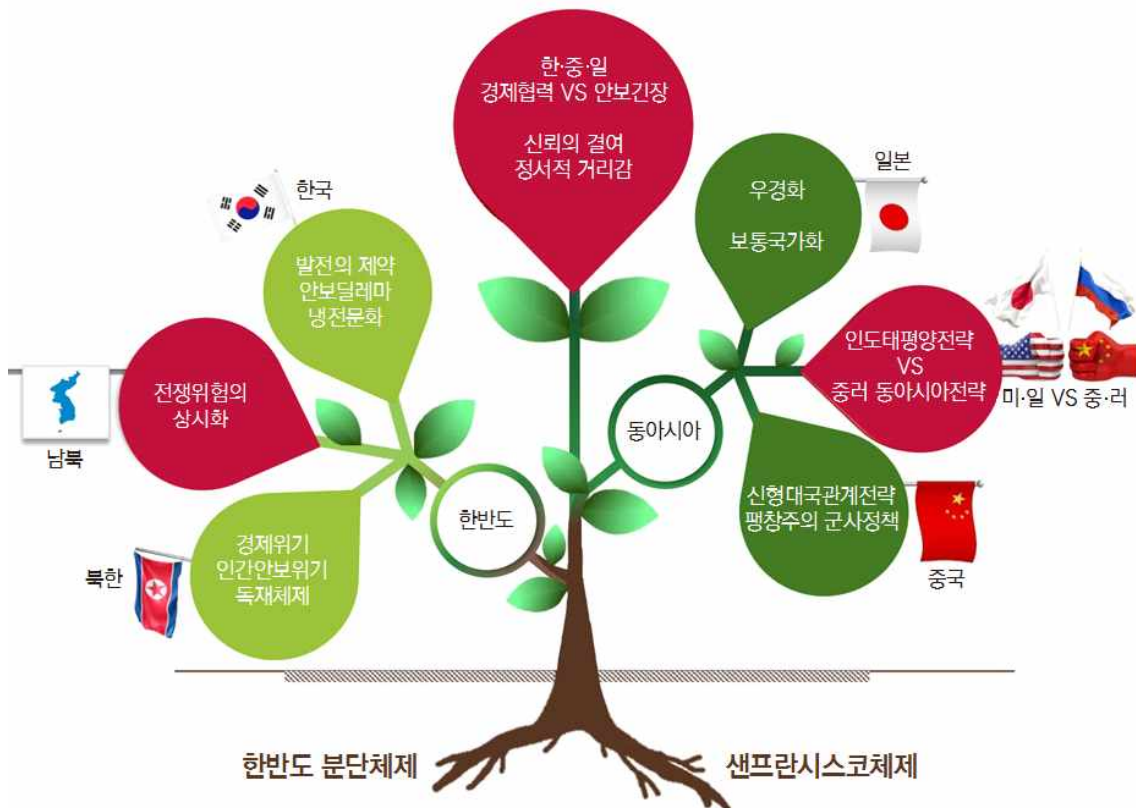 한·중·일
경제협력 VS 안보긴장
신뢰의 결여
정서적 거리감
한국
발전의 제약
안보딜레마
냉전문화
전쟁위험의
상시화
남북
경제위기
인간안보위기
독재체제
북한
한반도
동아시아
일본
우경화
보통국가화
인도태평양전략
VS
중러 동아시아전략
미·일 VS 중·러
신형대국관계전략
팽창주의 군사정책
중국
한반도 분단체제
샌프란시스코체제